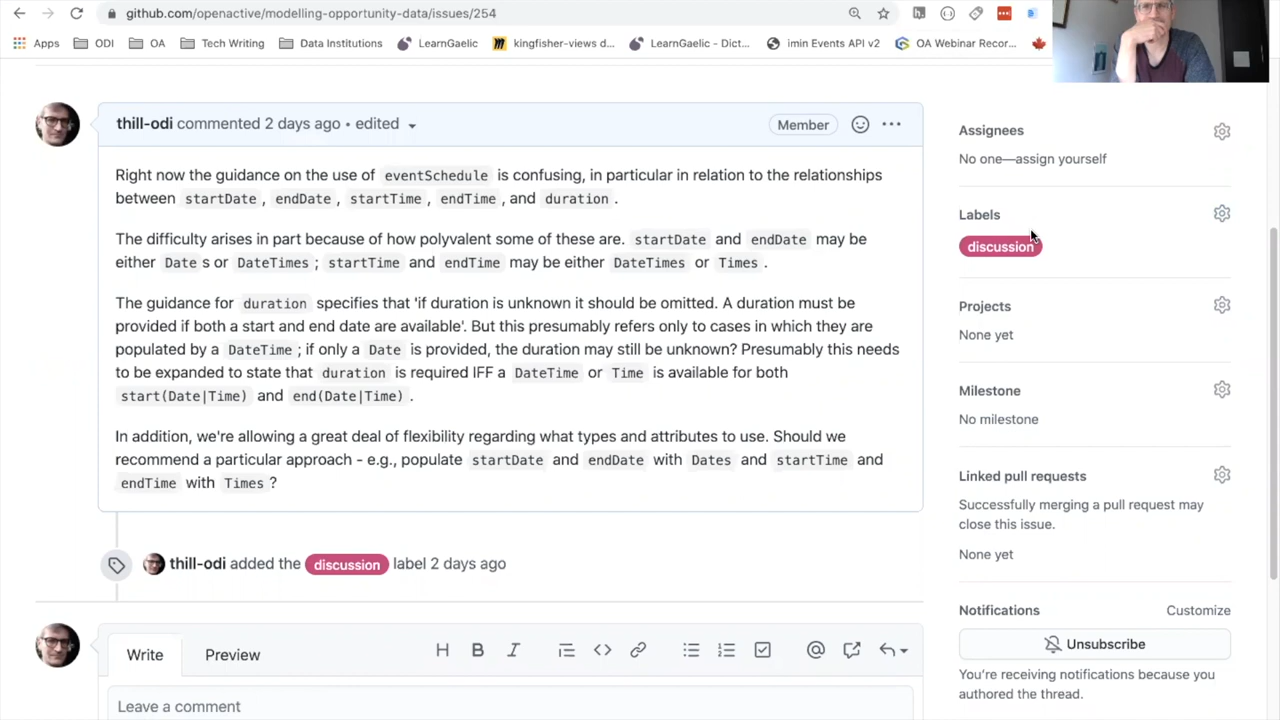 github.com/openactive/modelling-opportunity-data/issues/254
Apps ODI OA Tech Writing Data Institutions LearnGaelic kingfisher-views d... LearnGaelic - Dict... imin Events API v2 OA Webinar Recor...
thill-odi commented 2 days ago • edited
Member
Right now the guidance on the use of eventSchedule is confusing, in particular in relation to the relationships
between startDate , endDate , startTime , endTime , and duration .
The difficulty arises in part because of how polyvalent some of these are. startDate and endDate may be
either Date s or DateTimes ; startTime and endTime may be either DateTimes or Times .
The guidance for duration specifies that 'if duration is unknown it should be omitted. A duration must be
provided if both a start and end date are available'. But this presumably refers only to cases in which they are
populated by a DateTime ; if only a Date is provided, the duration may still be unknown? Presumably this needs
to be expanded to state that duration is required IFF a DateTime or Time is available for both
start(Date|Time) and end(Date|Time) .
In addition, we're allowing a great deal of flexibility regarding what types and attributes to use. Should we
recommend a particular approach - e.g., populate startDate and endDate with Dates and startTime and
endTime with Times ?
thill-odi added the discussion label 2 days ago
Write Preview
Leave a comment
Assignees
No one—assign yourself
Labels
discussion
Projects
None yet
Milestone
No milestone
Linked pull requests
Successfully merging a pull request may
close this issue.
None yet
Notifications Customize
Unsubscribe
You're receiving notifications because you
authored the thread.